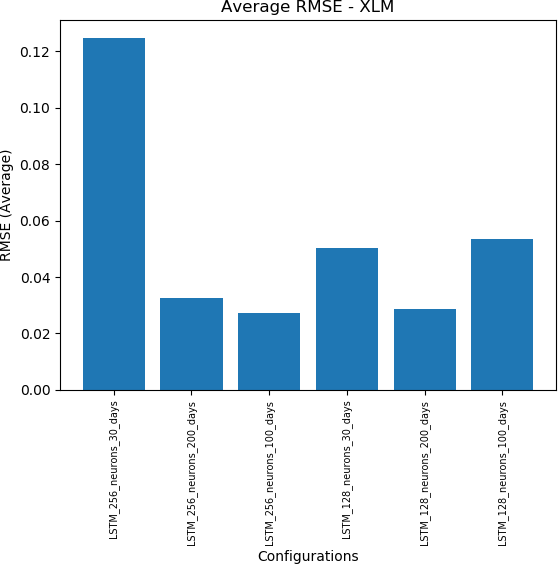 Average RMSE - XLM
RMSE (Average)
0.12
0.10
0.08
0.06
0.04
0.02
0.00
LSTM_256_neurons_30_days
LSTM_256_neurons_200_days
LSTM_256_neurons_100_days
LSTM_128_neurons_30_days
LSTM_128_neurons_200_days
LSTM_128_neurons_100_days
Configurations